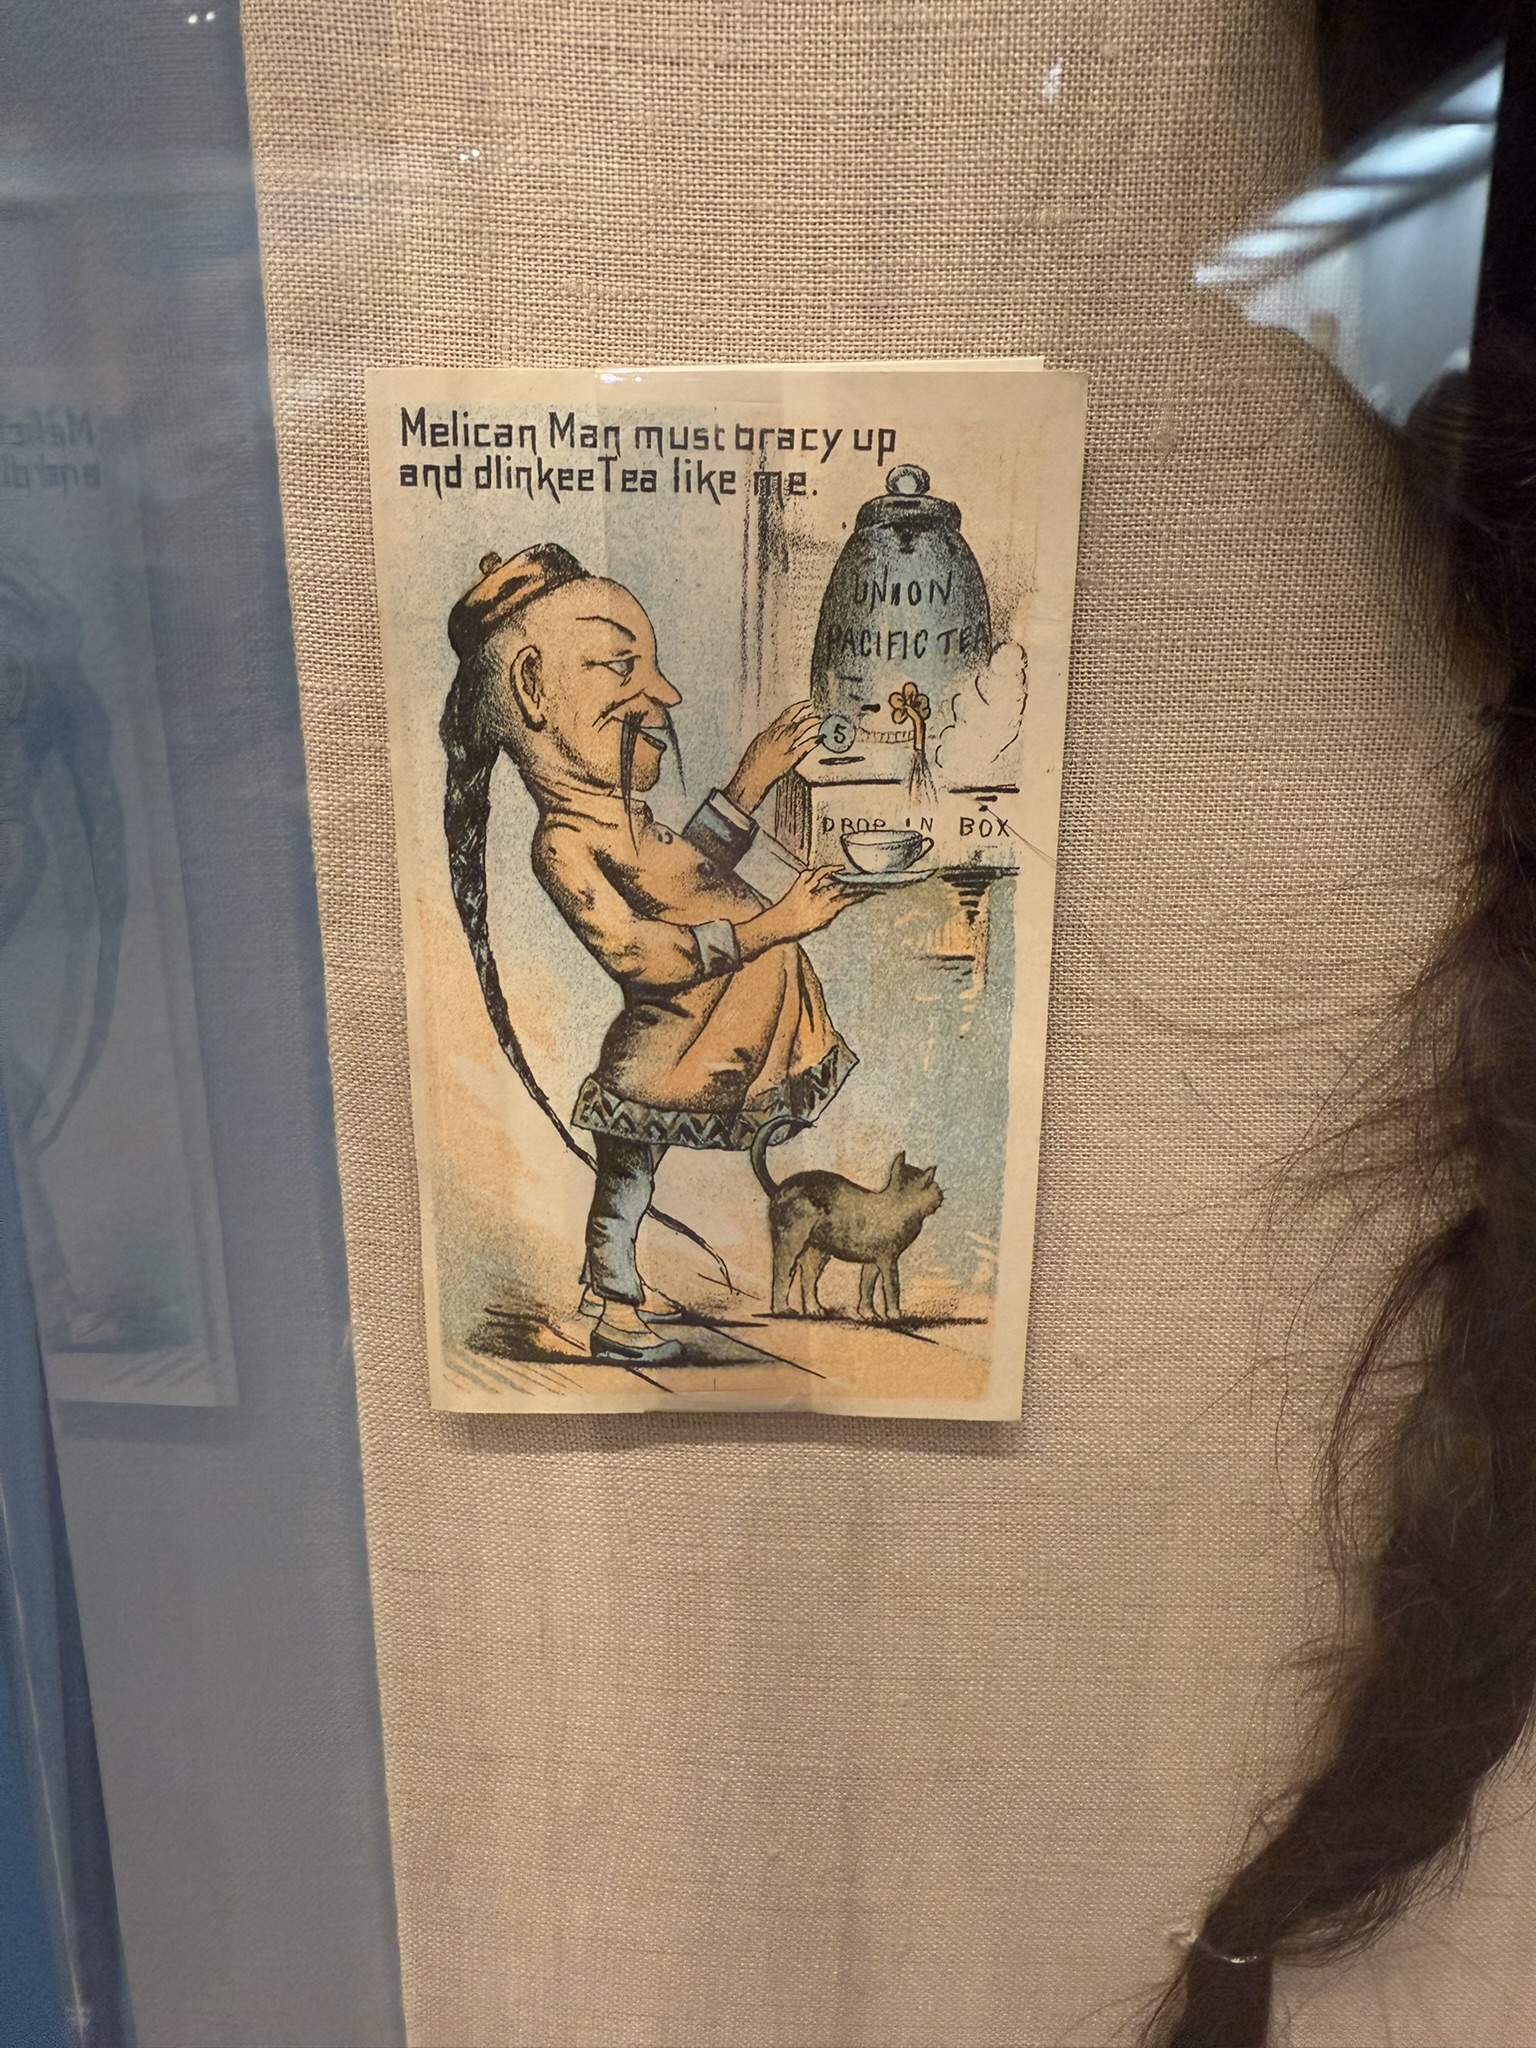 Melican Man must bracy up
and dlinkee Tea like me.
UNION
PACIFIC TEA
5
DROP IN BOX